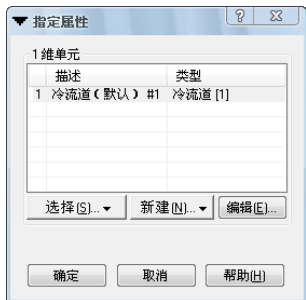 指定属性
1维单元
描述 类型
1 冷流道(默认) #1 冷流道 [1]
选择(S)... 新建(N)... 编辑(E)...
确定 取消 帮助(H)